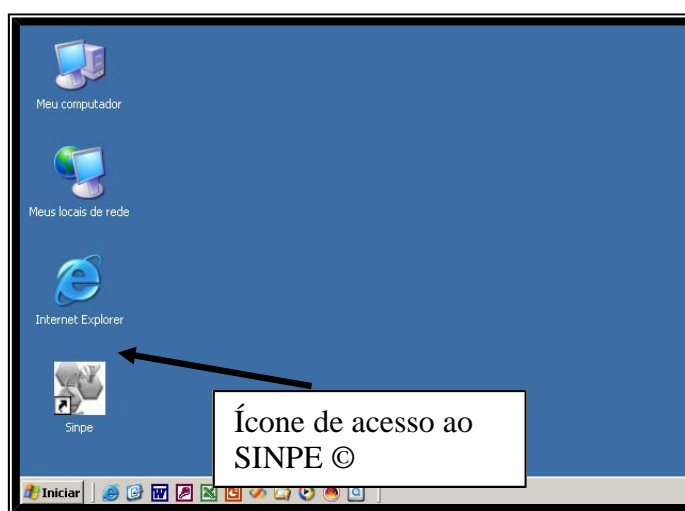 Meu computador
Meus locais de rede
Internet Explorer
Sinpe
Ícone de acesso ao
SINPE ©
Iniciar